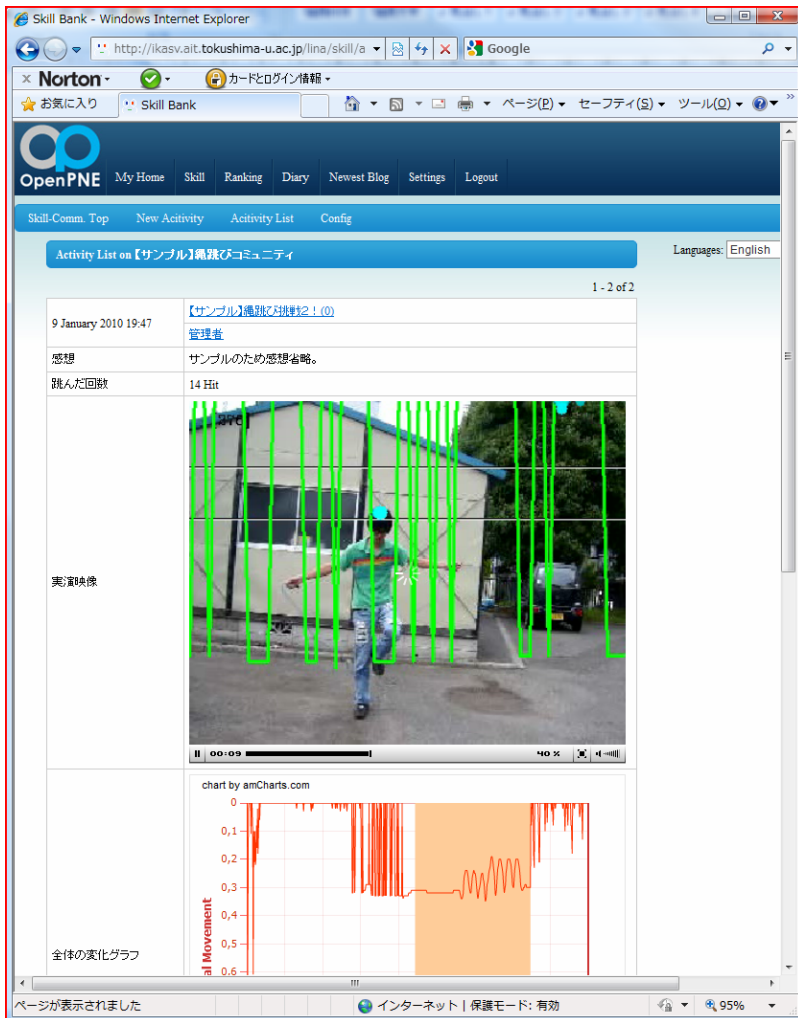 Skill Bank - Windows Internet Explorer
http://ikasv.ait.tokushima-u.ac.jp/lina/skill/a
Google
x Norton カードとログイン情報
お気に入り Skill Bank ページ(P) セーフティ(S) ツール(O) »
OpenPNE My Home Skill Ranking Diary Newest Blog Settings Logout
Skill-Comm. Top New Acitivity Acitivity List Config
Activity List on【サンプル】縄跳びコミュニティ Languages: English
1 - 2 of 2
9 January 2010 19:47 【サンプル】縄跳び挑戦2！(0)
管理者
感想 サンプルのため感想省略。
跳んだ回数 14 Hit
実演映像
00:09 40 %
chart by amCharts.com
0
0,1
0,2
0,3
0,4
0,5
0.6
al Movement
全体の変化グラフ
ページが表示されました インターネット | 保護モード: 有効 95%